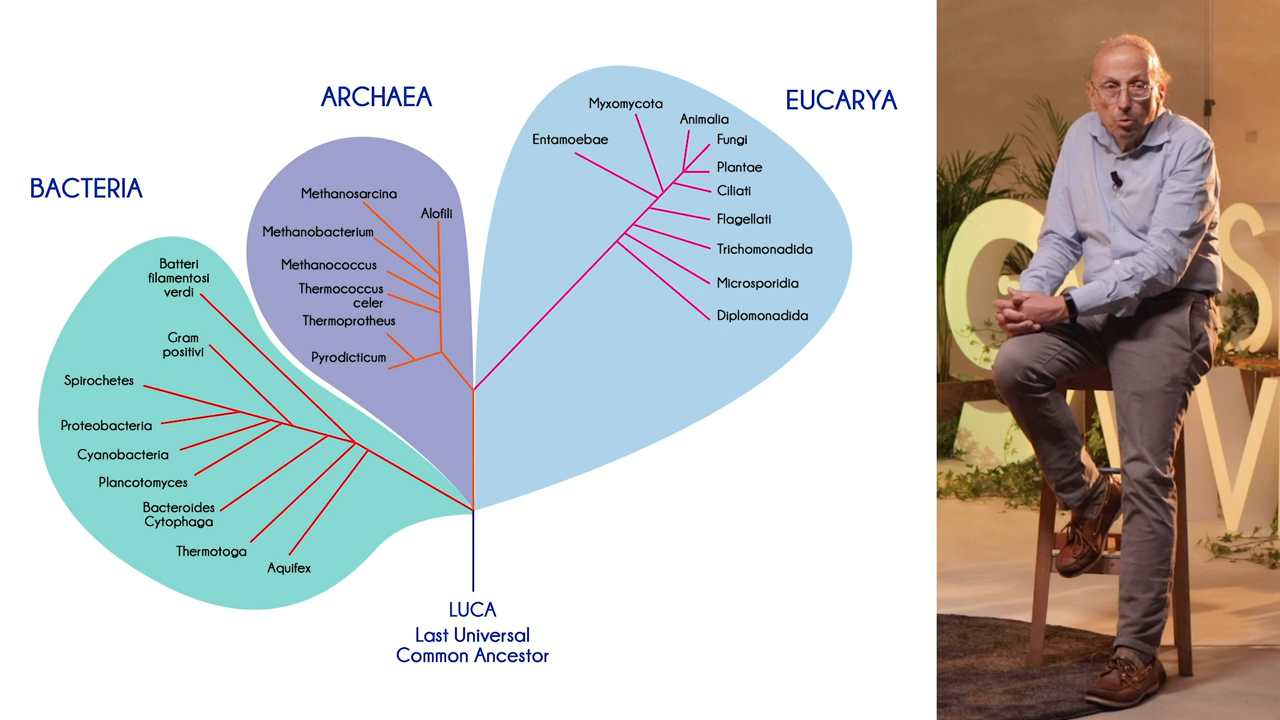 ARCHAEA
EUCARYA
BACTERIA
Myxomycota
Animalia
Entamoebae
Fungi
Plantae
Ciliati
Flagellati
Trichomonadida
Microsporidia
Diplomonadida
Methanosarcina
Alofili
Methanobacterium
Methanococcus
Thermococcus
celer
Thermoprotheus
Pyrodicticum
Batteri
filamentosi
verdi
Gram
positivi
Spirochetes
Proteobacteria
Cyanobacteria
Plancotomyces
Bacteroides
Cytophaga
Thermotoga
Aquifex
LUCA
Last Universal
Common Ancestor